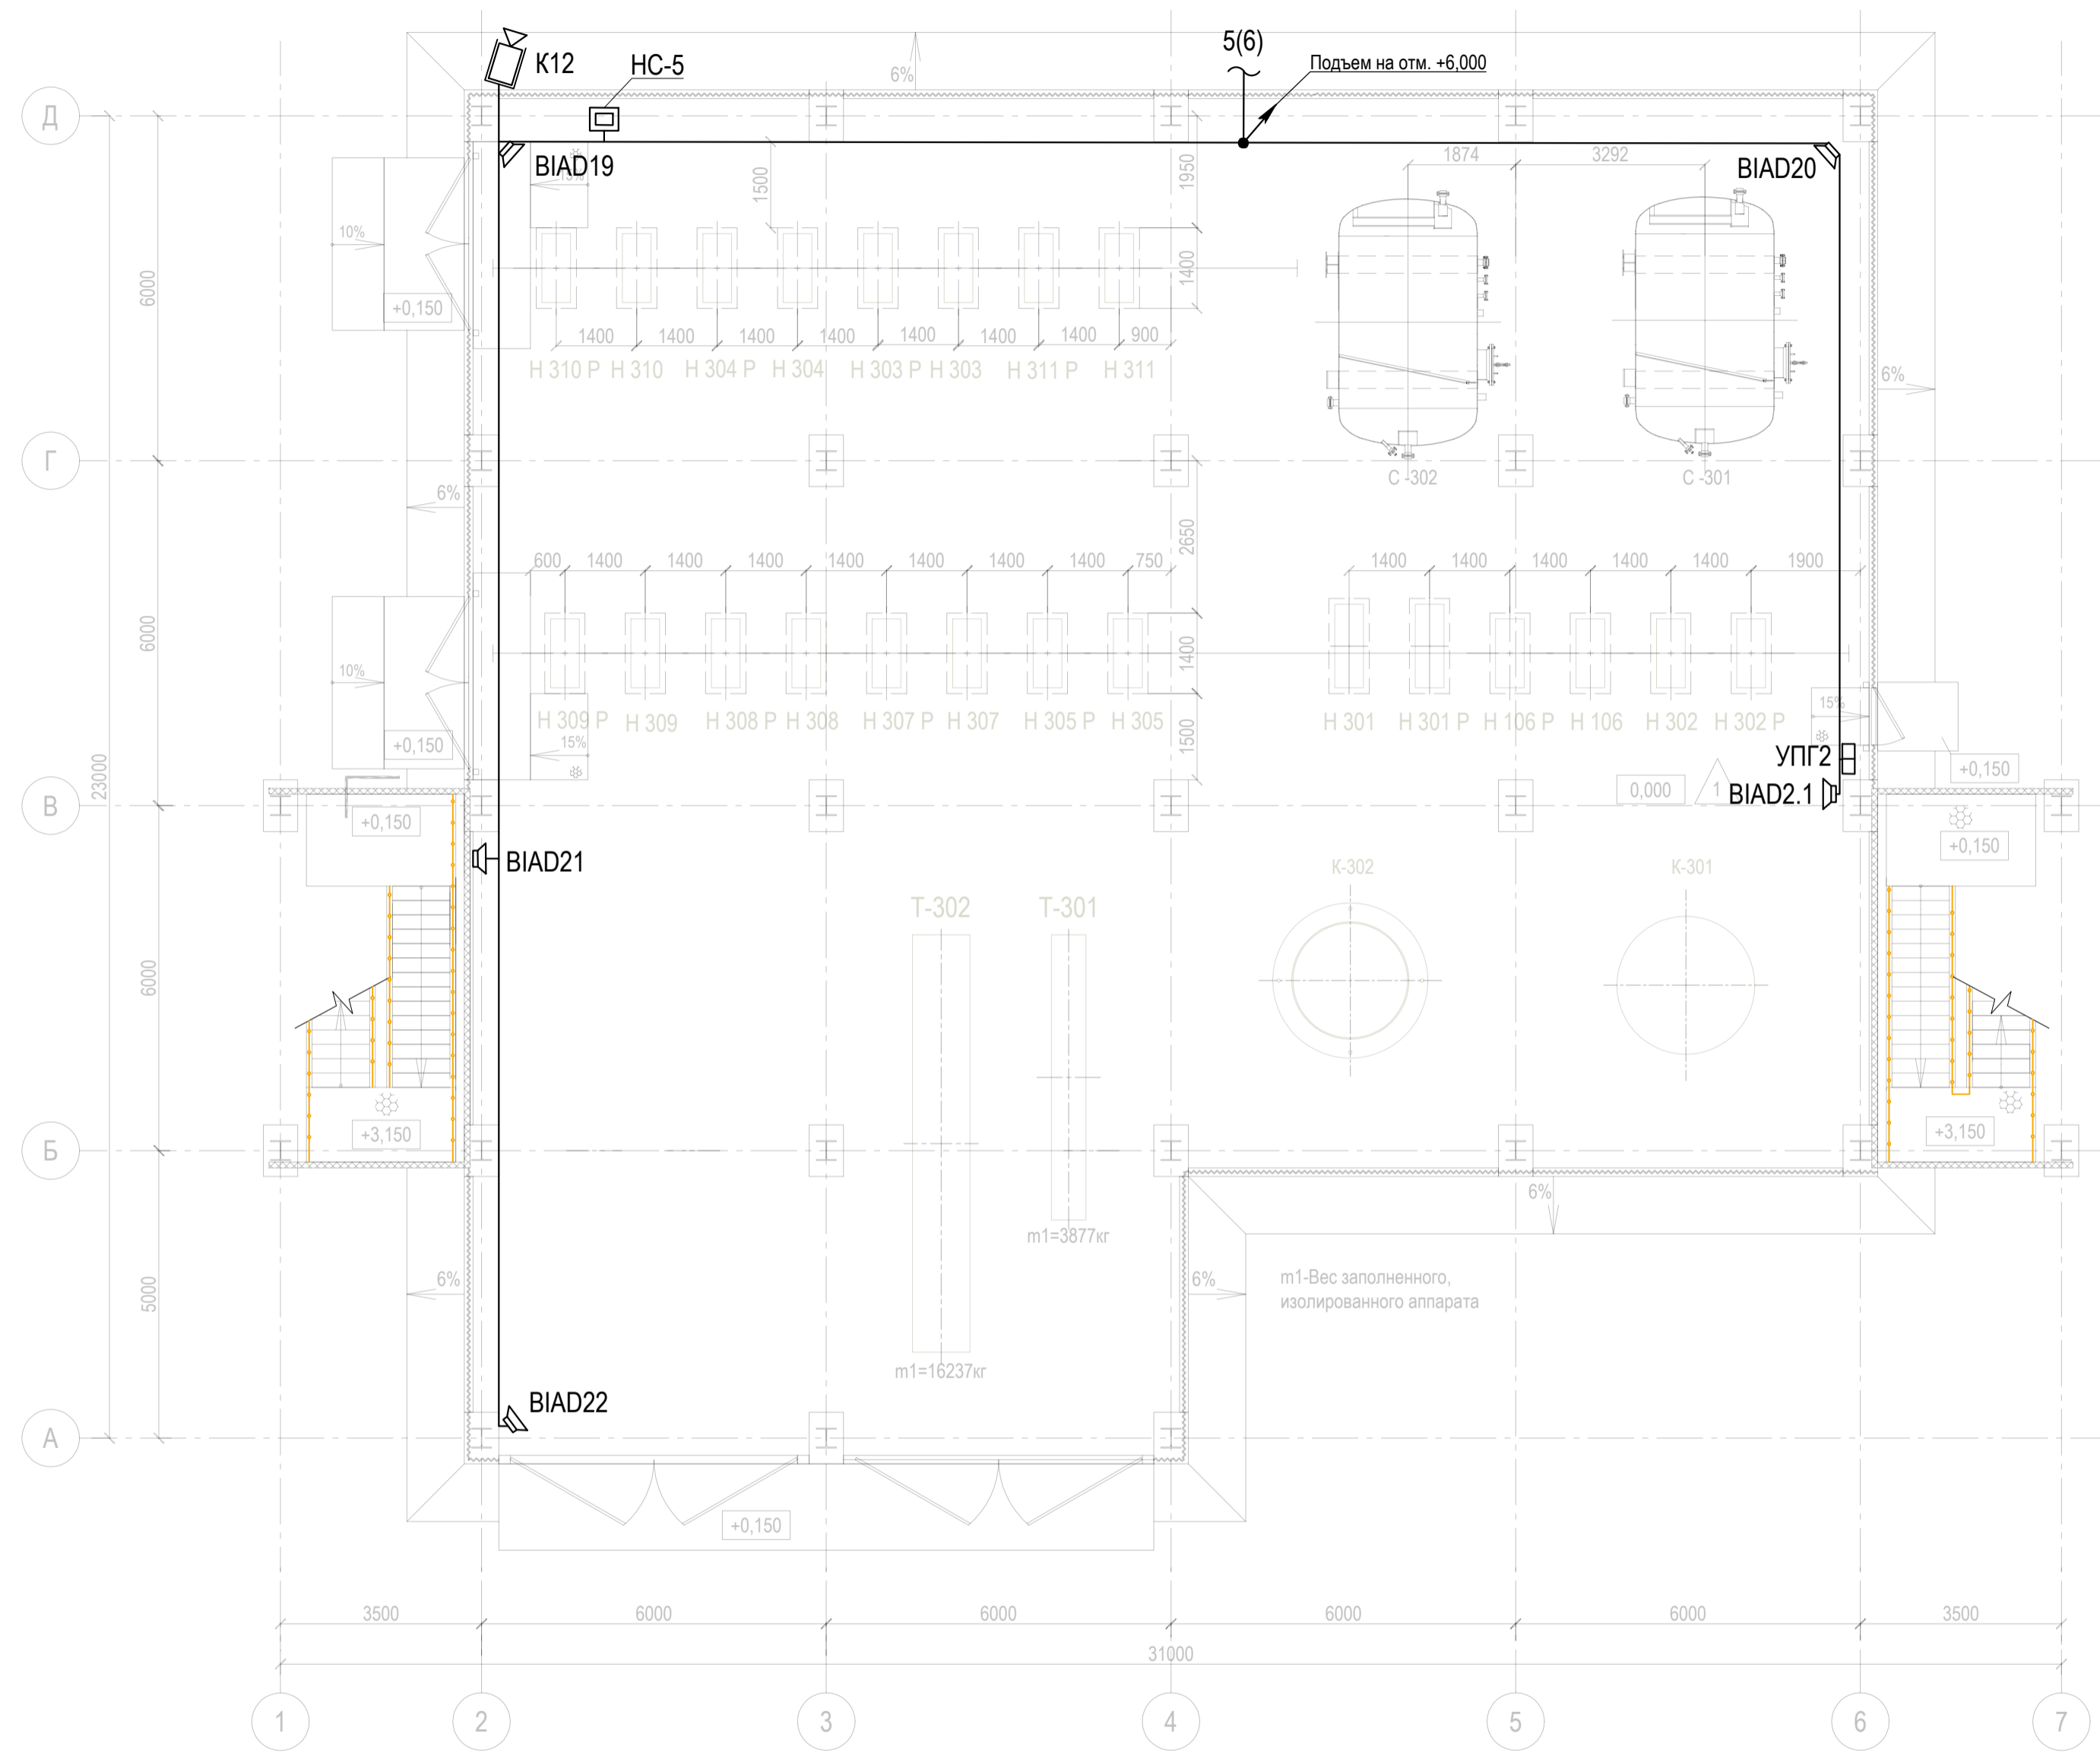 5(6)
К12
НС-5
Подъем на отм. +6,000
6%
Д
BIAD19
15%
1500
1950
1874
3292
BIAD20
10%
6000
+0,150
1400
1400
1400
1400
1400
1400
1400
1400
900
Н 310 Р
Н 310
Н 304 Р
Н 304
Н 303 Р
Н 303
Н 311 Р
Н 311
6%
Г
С -302
С -301
6%
2650
600
1400
1400
1400
1400
1400
1400
1400
750
1400
1400
1400
1400
1400
1900
6000
10%
1400
Н 309 Р
Н 309
Н 308 Р
Н 308
Н 307 Р
Н 307
Н 305 Р
Н 305
Н 301
Н 301 Р
Н 106 Р
Н 106
Н 302
Н 302 Р
15%
+0,150
15%
1500
УПГ2
+0,150
23000
0,000
1
BIAD2.1
В
+0,150
+0,150
BIAD21
К-302
К-301
Т-302
Т-301
6000
+3,150
+3,150
Б
6%
m1=3877кг
6%
6%
m1-Вес заполненного,
изолированного аппарата
5000
m1=16237кг
BIAD22
А
+0,150
3500
6000
6000
6000
6000
3500
31000
1
2
3
4
5
6
7